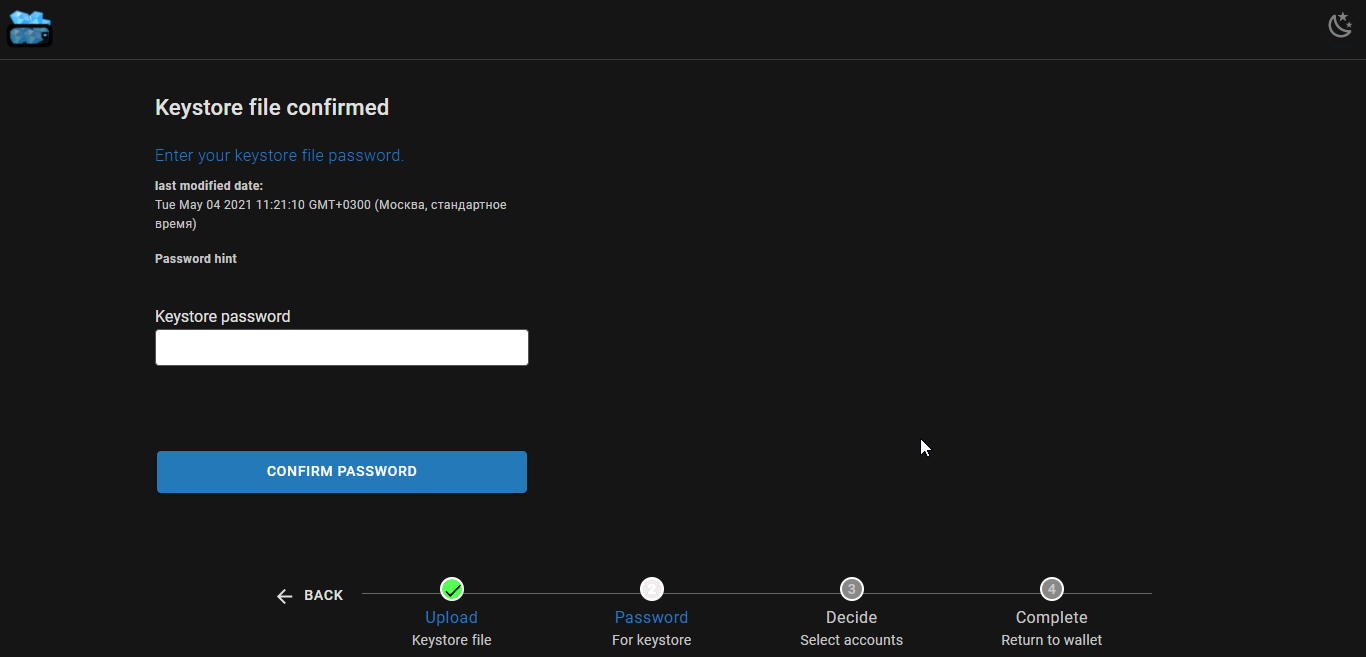 Keystore file confirmed
Enter your keystore file password.
last modified date:
Tue May 04 2021 11:21:10 GMT+0300 (Москва, стандартное
время)
Password hint
Keystore password
CONFIRM PASSWORD
BACK
2
3
4
Upload
Password
Decide
Complete
Keystore file
For keystore
Select accounts
Return to wallet